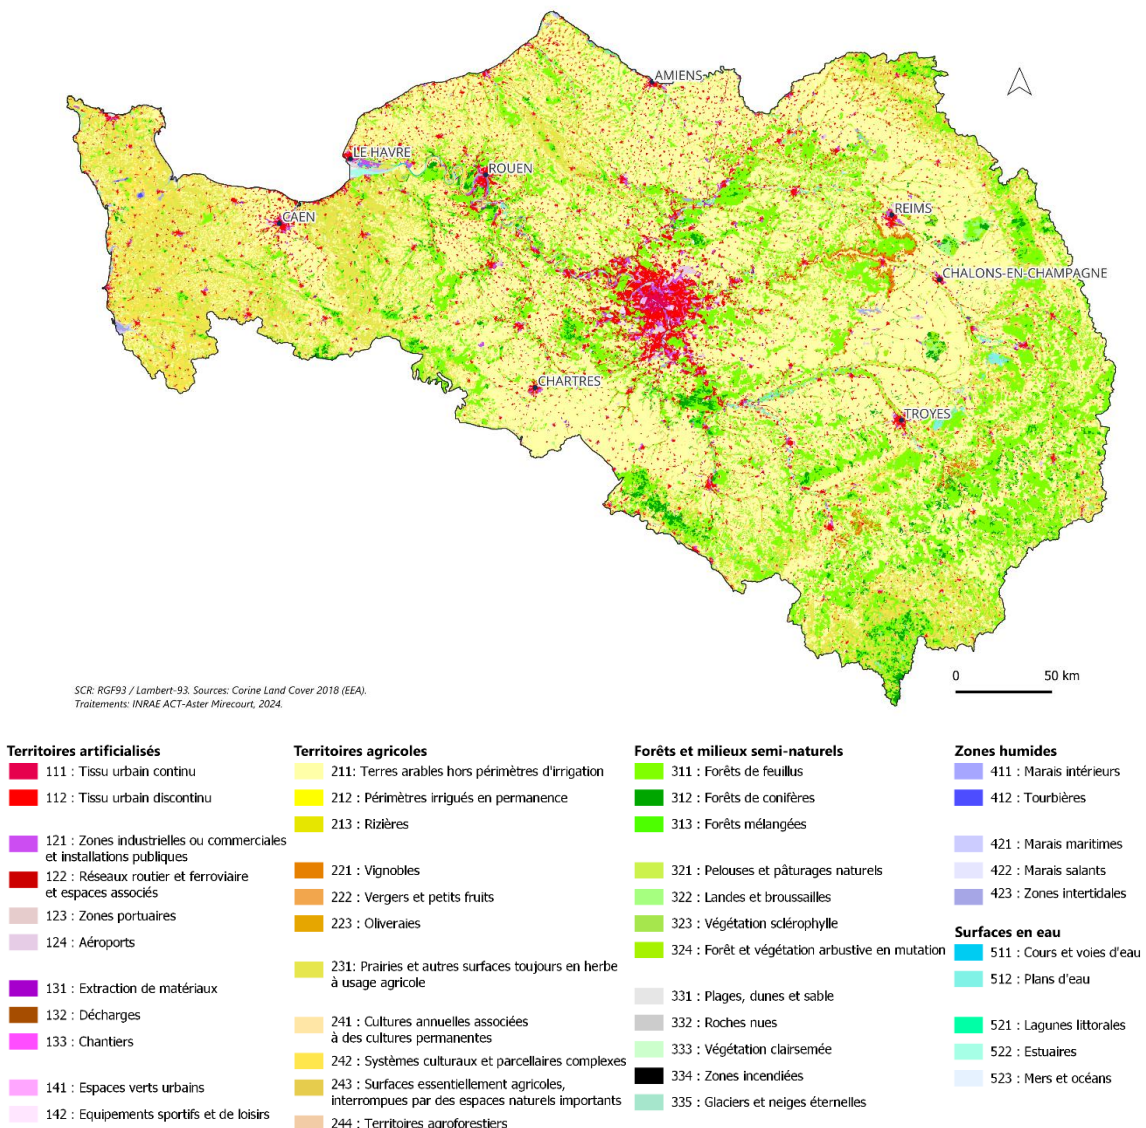 AMIENS
LE HAVRE
ROUEN
CAEN
REIMS
CHALONS-EN-CHAMPAGNE
CHARTRES
TROYES
0 50 km
SCR: RGF93 / Lambert-93. Sources: Corine Land Cover 2018 (EEA).
Traitements: INRAE ACT-Aster Mirecourt, 2024.
Territoires artificialisés
111 : Tissu urbain continu
112 : Tissu urbain discontinu
121 : Zones industrielles ou commerciales
et installations publiques
122 : Réseaux routier et ferroviaire
et espaces associés
123 : Zones portuaires
124 : Aéroports
131 : Extraction de matériaux
132 : Décharges
133 : Chantiers
141 : Espaces verts urbains
142 : Equipements sportifs et de loisirs
Territoires agricoles
211: Terres arables hors périmètres d'irrigation
212 : Périmètres irrigués en permanence
213 : Rizières
221 : Vignobles
222 : Vergers et petits fruits
223 : Oliveraies
231: Prairies et autres surfaces toujours en herbe
à usage agricole
241 : Cultures annuelles associées
à des cultures permanentes
242 : Systèmes culturaux et parcellaires complexes
243 : Surfaces essentiellement agricoles,
interrompues par des espaces naturels importants
244 : Territoires agroforestiers
Forêts et milieux semi-naturels
311 : Forêts de feuillus
312 : Forêts de conifères
313 : Forêts mélangées
321 : Pelouses et pâturages naturels
322 : Landes et broussailles
323 : Végétation sclérophylle
324 : Forêt et végétation arbustive en mutation
331 : Plages, dunes et sable
332 : Roches nues
333 : Végétation clairsemée
334 : Zones incendiées
335 : Glaciers et neiges éternelles
Zones humides
411 : Marais intérieurs
412 : Tourbières
421 : Marais maritimes
422 : Marais salants
423 : Zones intertidales
Surfaces en eau
511 : Cours et voies d'eau
512 : Plans d'eau
521 : Lagunes littorales
522 : Estuaires
523 : Mers et océans